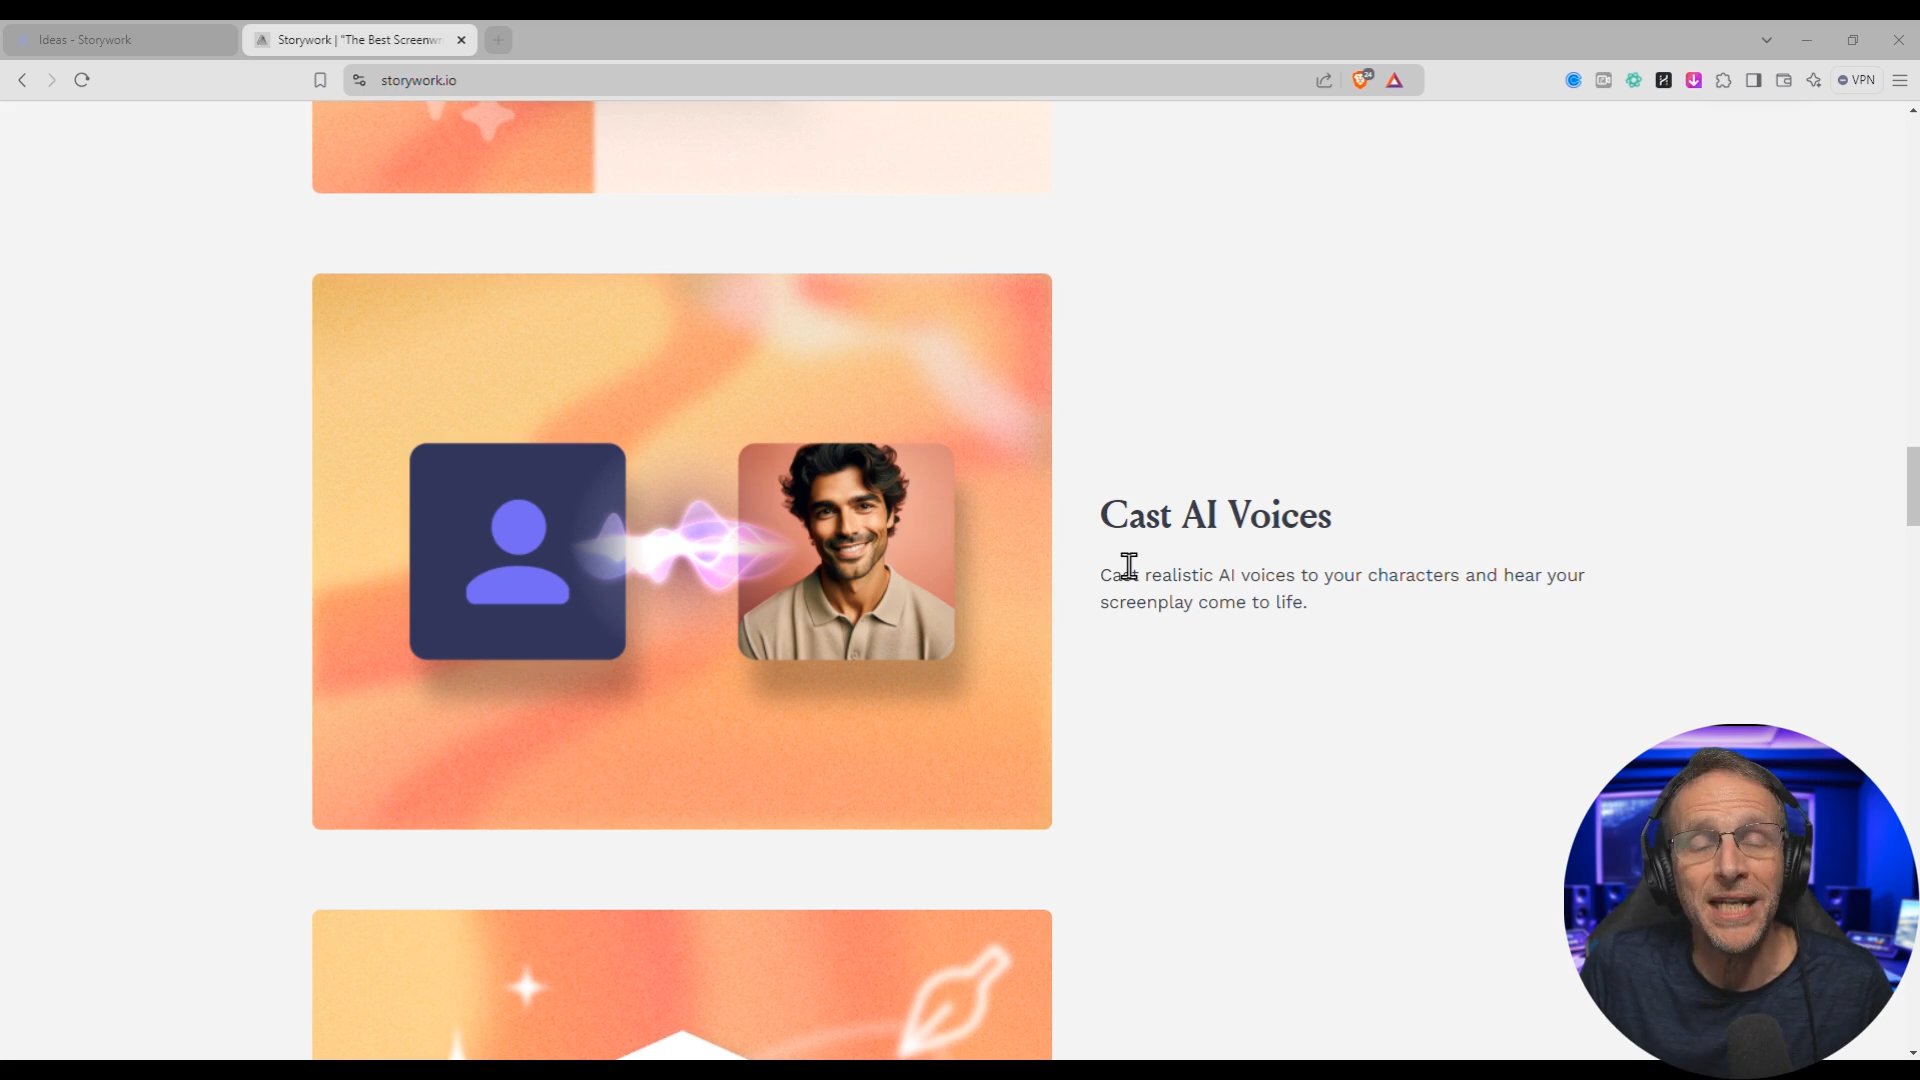 Ideas - Storywork
Storywork | "The Best Screenwr
storywork.io
24
VPN
Cast AI Voices
Cast realistic AI voices to your characters and hear your
screenplay come to life.